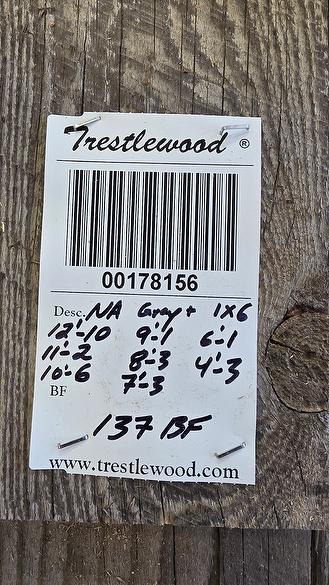 Trestlewood ®
00178156
Desc. NA Gray+ 1x6
12'-10 9'-1 6'-1
11'-2 8'-3 4'-3
10'-6 7'-3
BF
137 BF
www.trestlewood.com